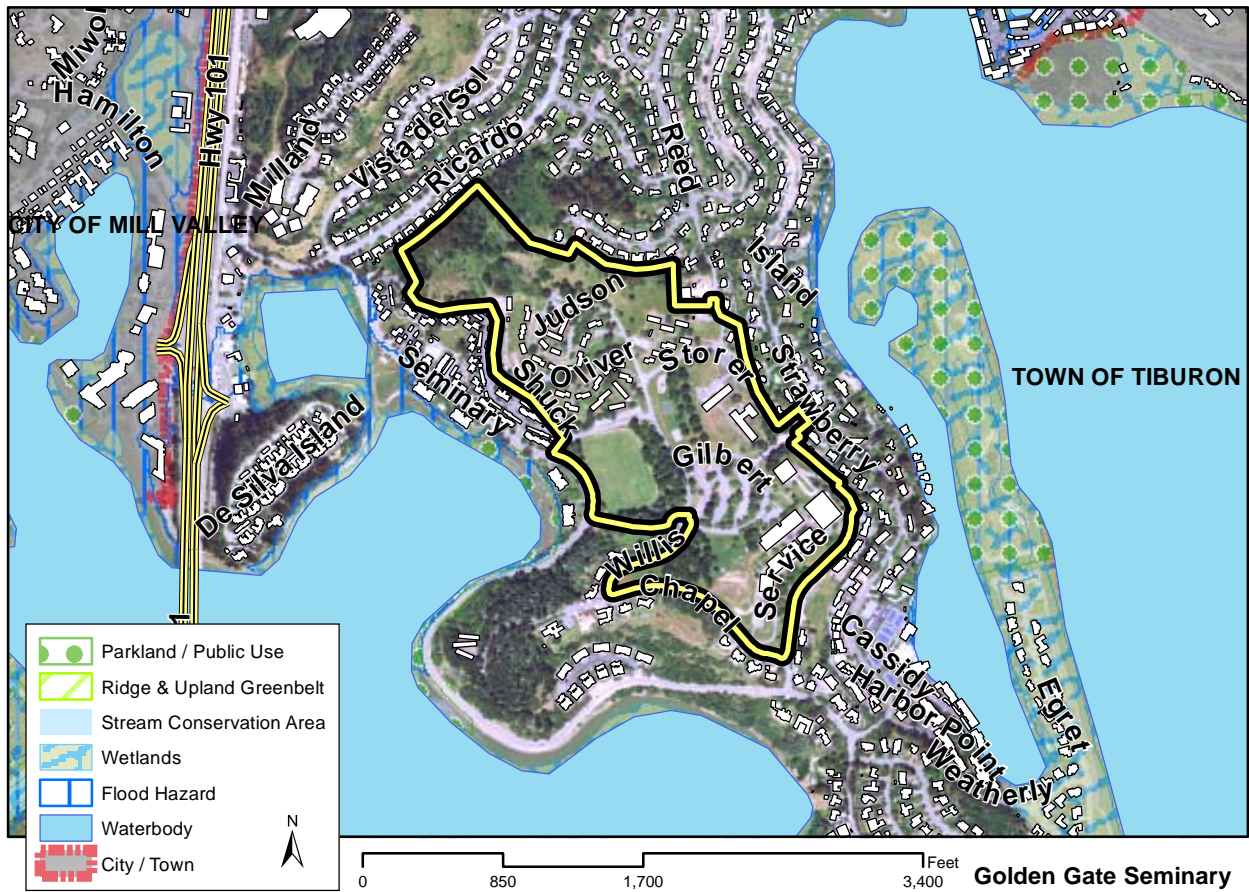 Miwok
Hamilton
Hwy 101
Milland
Vista del Sol
Ricardo
Reed
CITY OF MILL VALLEY
Island
Judson
Storer
Oliver
Shuck
Seminary
Strawberry
TOWN OF TIBURON
De Silva Island
Gilbert
Willis
Chapel
Service
Cassidy
Harbor Point
Weatherly
Egret
1
Parkland / Public Use
Ridge & Upland Greenbelt
Stream Conservation Area
Wetlands
Flood Hazard
Waterbody
City / Town
N
Feet
0 850 1,700 3,400
Golden Gate Seminary